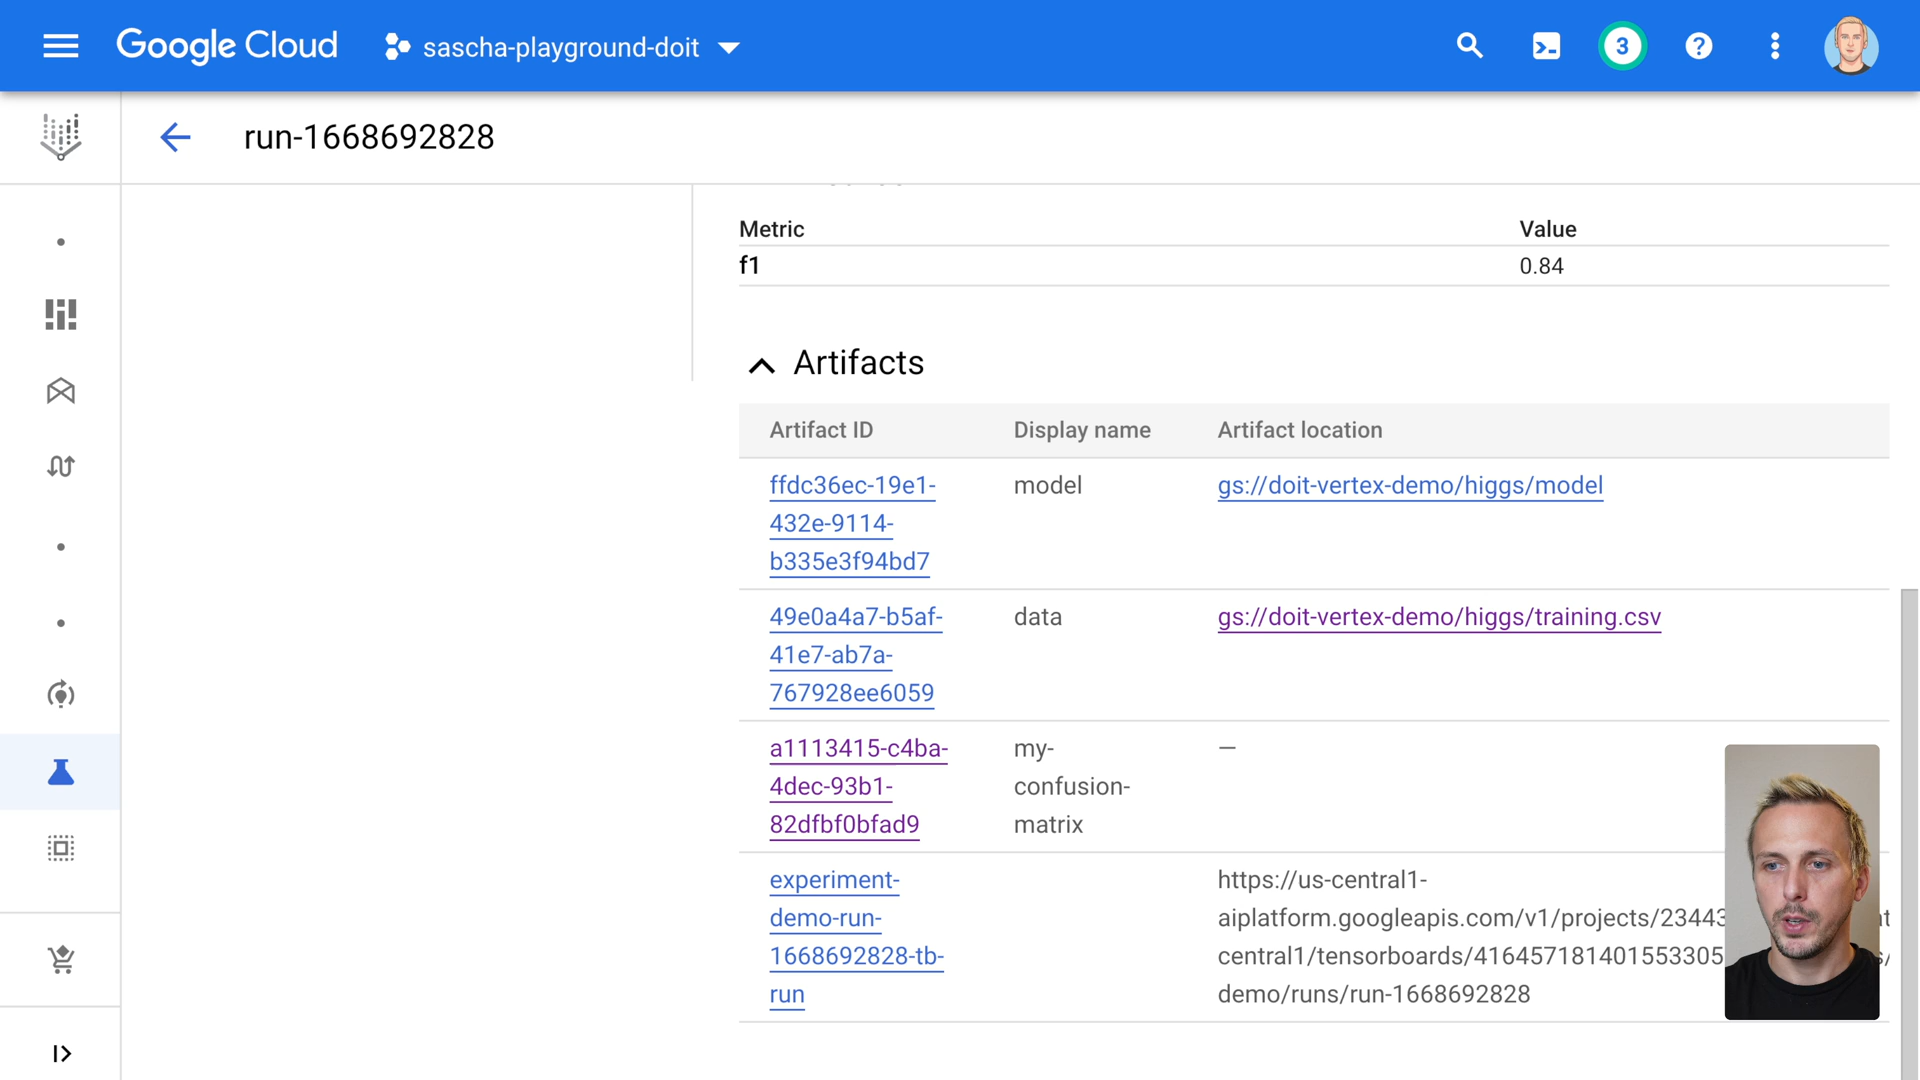 Google Cloud
sascha-playground-doit
3
run-1668692828
Metric
Value
f1
0.84
Artifacts
Artifact ID
Display name
Artifact location
ffdc36ec-19e1-
432e-9114-
b335e3f94bd7
model
gs://doit-vertex-demo/higgs/model
49e0a4a7-b5af-
41e7-ab7a-
767928ee6059
data
gs://doit-vertex-demo/higgs/training.csv
a1113415-c4ba-
4dec-93b1-
82dfbf0bfad9
my-
confusion-
matrix
—
experiment-
demo-run-
1668692828-tb-
run
https://us-central1-
aiplatform.googleapis.com/v1/projects/23443
central1/tensorboards/416457181401553305
demo/runs/run-1668692828